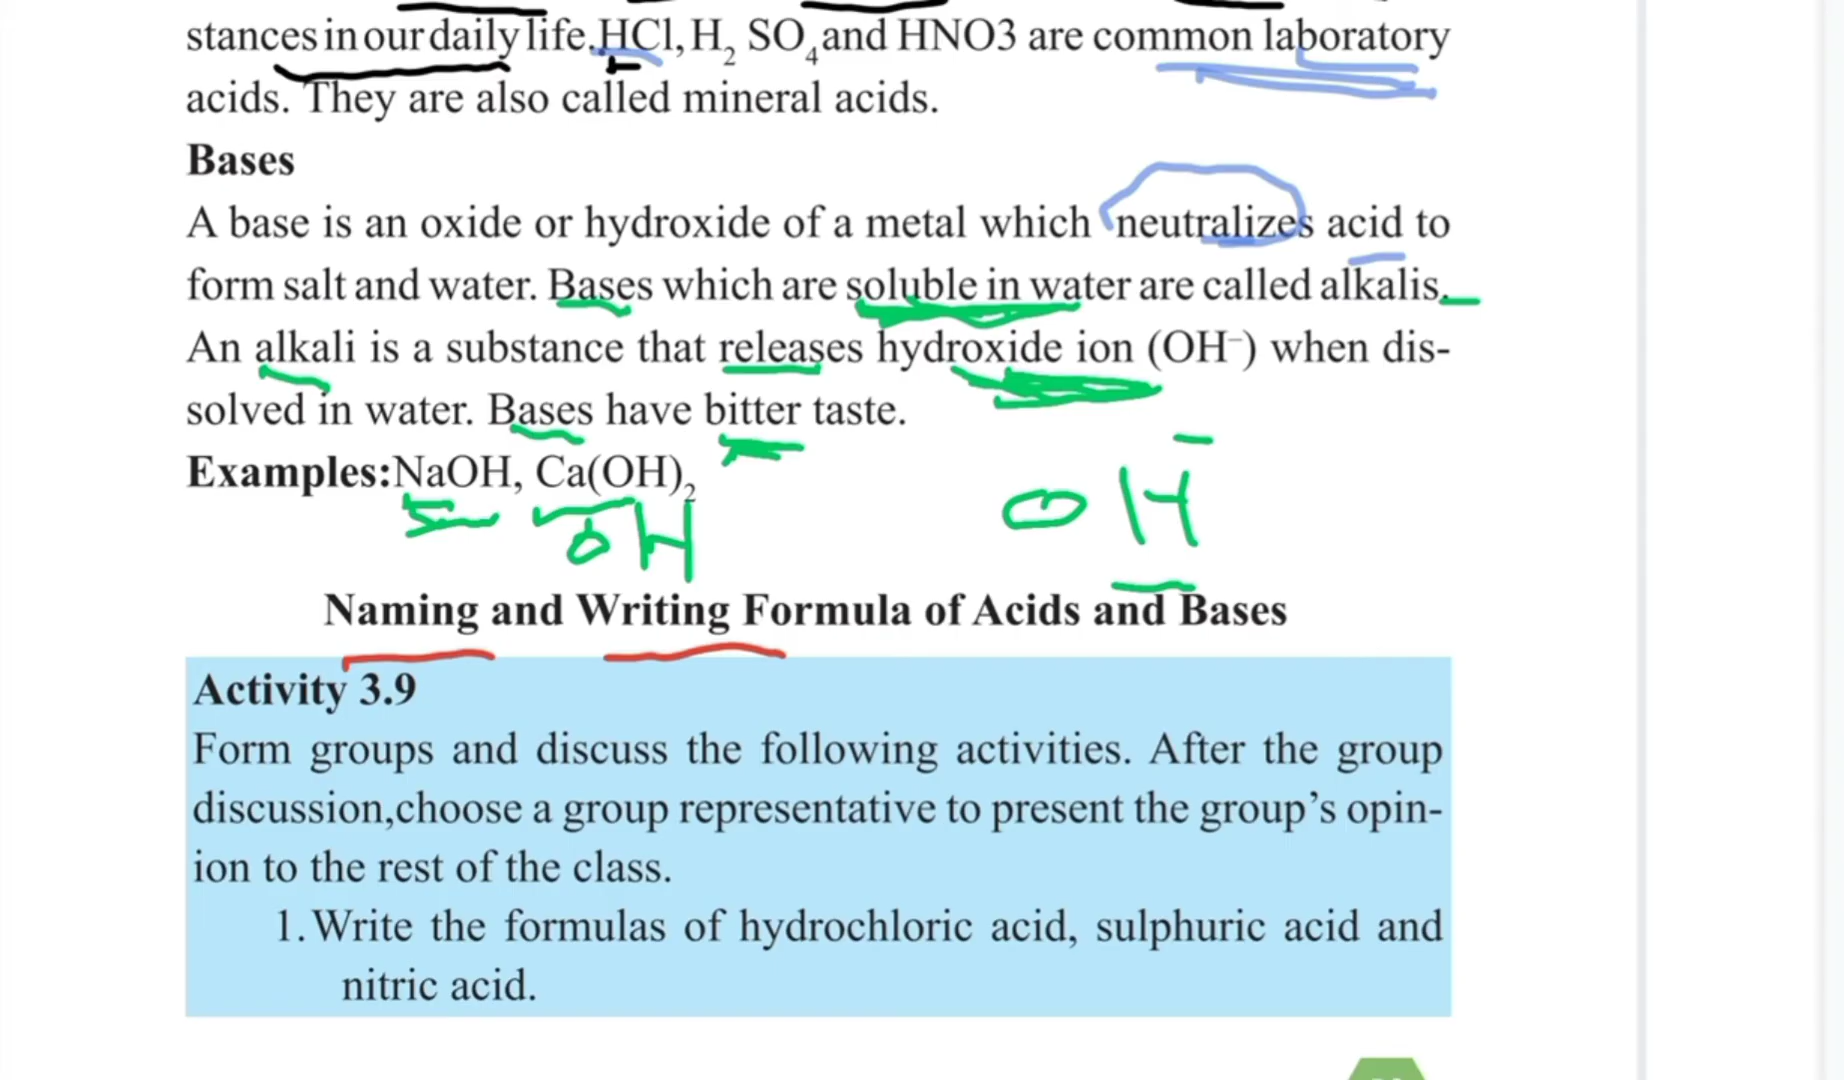 stances in our daily life. HCl, H₂ SO₄ and HNO3 are common laboratory
acids. They are also called mineral acids.
Bases
A base is an oxide or hydroxide of a metal which neutralizes acid to
form salt and water. Bases which are soluble in water are called alkalis.
An alkali is a substance that releases hydroxide ion (OH⁻) when dis-
solved in water. Bases have bitter taste.
Examples:NaOH, Ca(OH)₂
OH
OH
Naming and Writing Formula of Acids and Bases
Activity 3.9
Form groups and discuss the following activities. After the group
discussion,choose a group representative to present the group’s opin-
ion to the rest of the class.
1. Write the formulas of hydrochloric acid, sulphuric acid and
nitric acid.